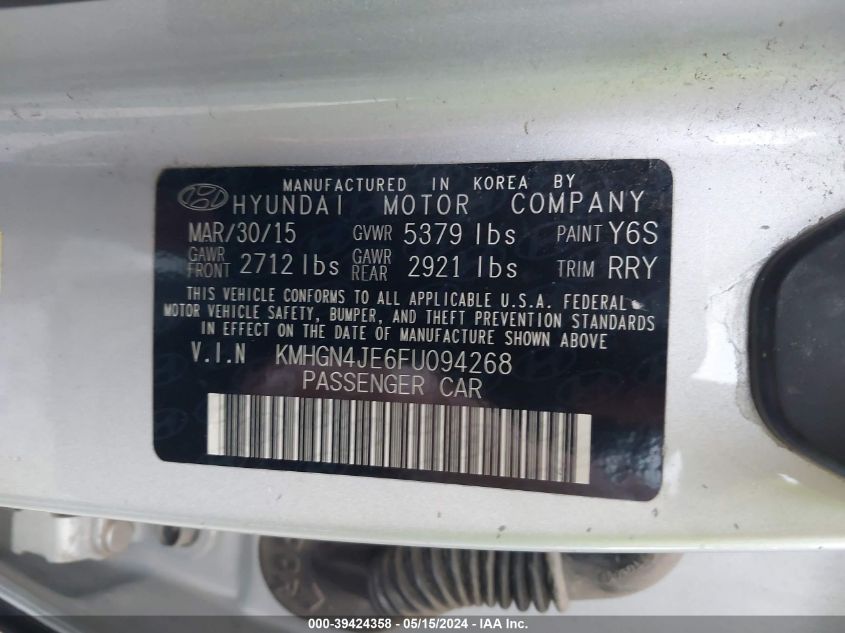 MANUFACTURED IN KOREA BY
HYUNDAI MOTOR COMPANY
MAR/30/15 GVWR 5379 lbs PAINT Y6S
GAWR FRONT 2712 lbs GAWR REAR 2921 lbs TRIM RRY
THIS VEHICLE CONFORMS TO ALL APPLICABLE U.S.A. FEDERAL
MOTOR VEHICLE SAFETY, BUMPER, AND THEFT PREVENTION STANDARDS
IN EFFECT ON THE DATE OF MANUFACTURE SHOWN ABOVE
V.I.N KMHGN4JE6FU094268
PASSENGER CAR
000-39424358 - 05/15/2024 - IAA Inc.